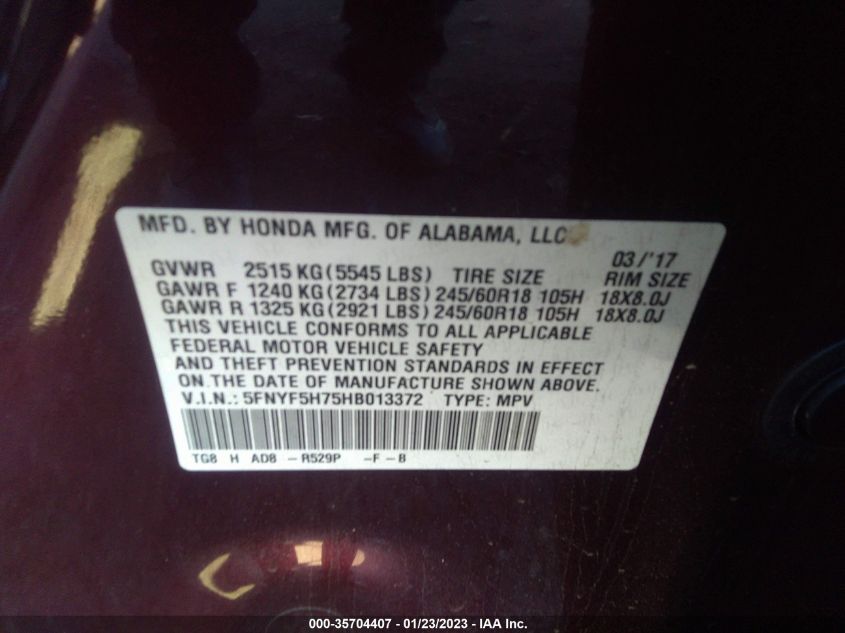 MFD. BY HONDA MFG. OF ALABAMA, LLC
03/'17
GVWR 2515 KG (5545 LBS) TIRE SIZE RIM SIZE
GAWR F 1240 KG (2734 LBS) 245/60R18 105H 18X8.0J
GAWR R 1325 KG (2921 LBS) 245/60R18 105H 18X8.0J
THIS VEHICLE CONFORMS TO ALL APPLICABLE
FEDERAL MOTOR VEHICLE SAFETY
AND THEFT PREVENTION STANDARDS IN EFFECT
ON THE DATE OF MANUFACTURE SHOWN ABOVE.
V.I.N.: 5FNYF5H75HB013372 TYPE: MPV
TG8 H AD8 -R529P -F-B
000-35704407 / 01/23/2023 - IAA Inc.